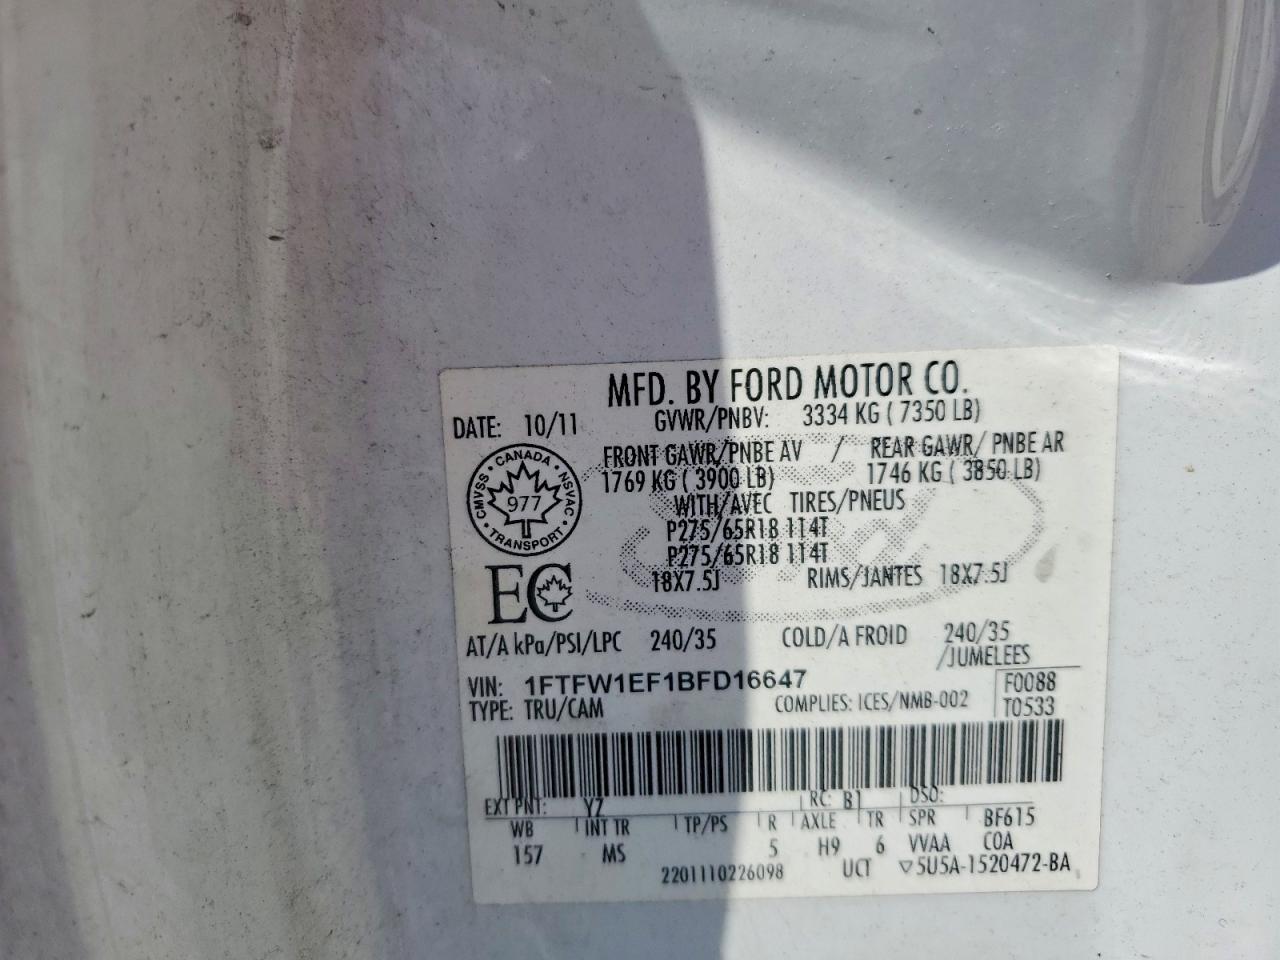 MFD. BY FORD MOTOR CO.
DATE: 10/11 GVWR/PNBV: 3334 KG ( 7350 LB)
FRONT GAWR/PNBE AV / REAR GAWR/ PNBE AR
1769 KG ( 3900 LB) 1746 KG ( 3850 LB)
WITH/AVEC TIRES/PNEUS
P275/65R18 114T
P275/65R18 114T
18X7.5J RIMS/JANTES 18X7.5J
CANADA
CMVSS • NSVAC
977
TRANSPORT
EC
Ford
AT/A kPa/PSI/LPC 240/35 COLD/A FROID 240/35
/JUMELEES
VIN: 1FTFW1EF1BFD16647 F0088
TYPE: TRU/CAM COMPLIES: ICES/NMB-002 T0533
EXT PNT: YZ RC: B1 DSO:
WB INT TR TP/PS R AXLE TR SPR BF615
157 MS 5 H9 6 VVAA COA
2201110226098 UCT ▽5U5A-1520472-BA